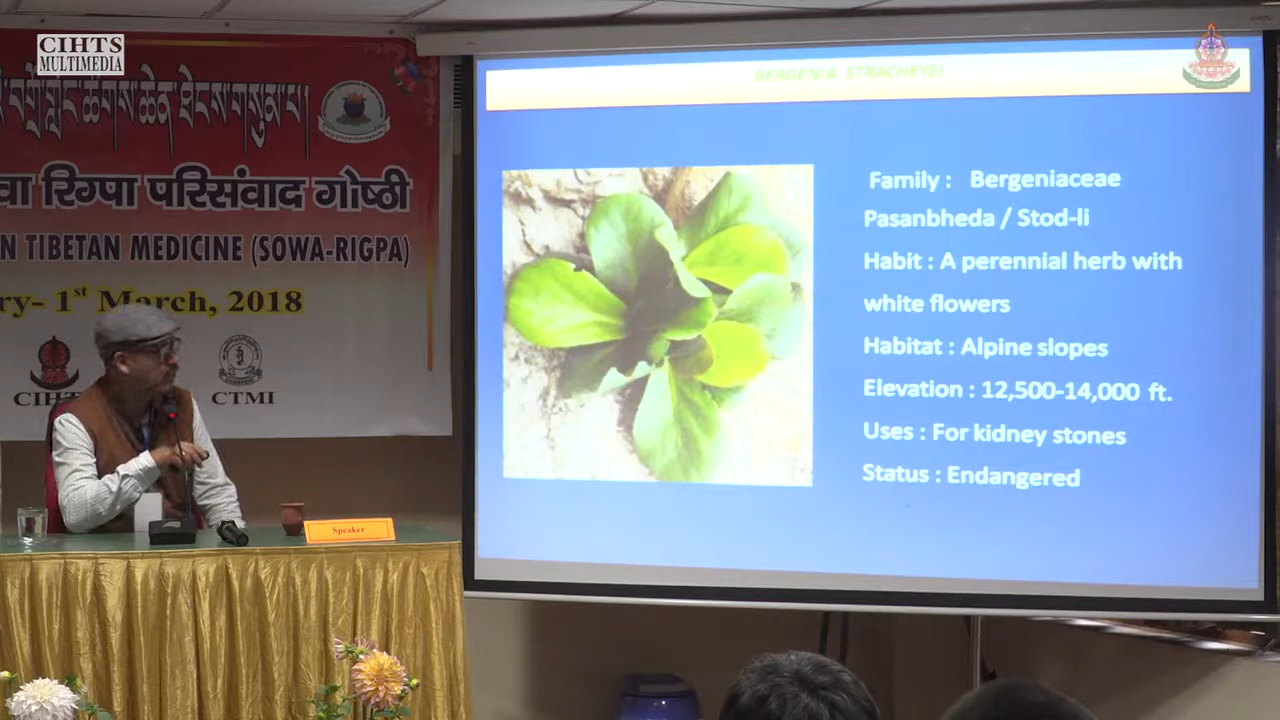 CIHTS
MULTIMEDIA
वा रिग्पा परिसंवाद गोष्ठी
N TIBETAN MEDICINE (SOWA-RIGPA)
ry- 1st March, 2018
CIHT
CTMI
Speaker
BERGENIA STRACHEYEI
Family : Bergeniaceae
Pasanbheda / Stod-li
Habit : A perennial herb with
white flowers
Habitat : Alpine slopes
Elevation : 12,500-14,000 ft.
Uses : For kidney stones
Status : Endangered